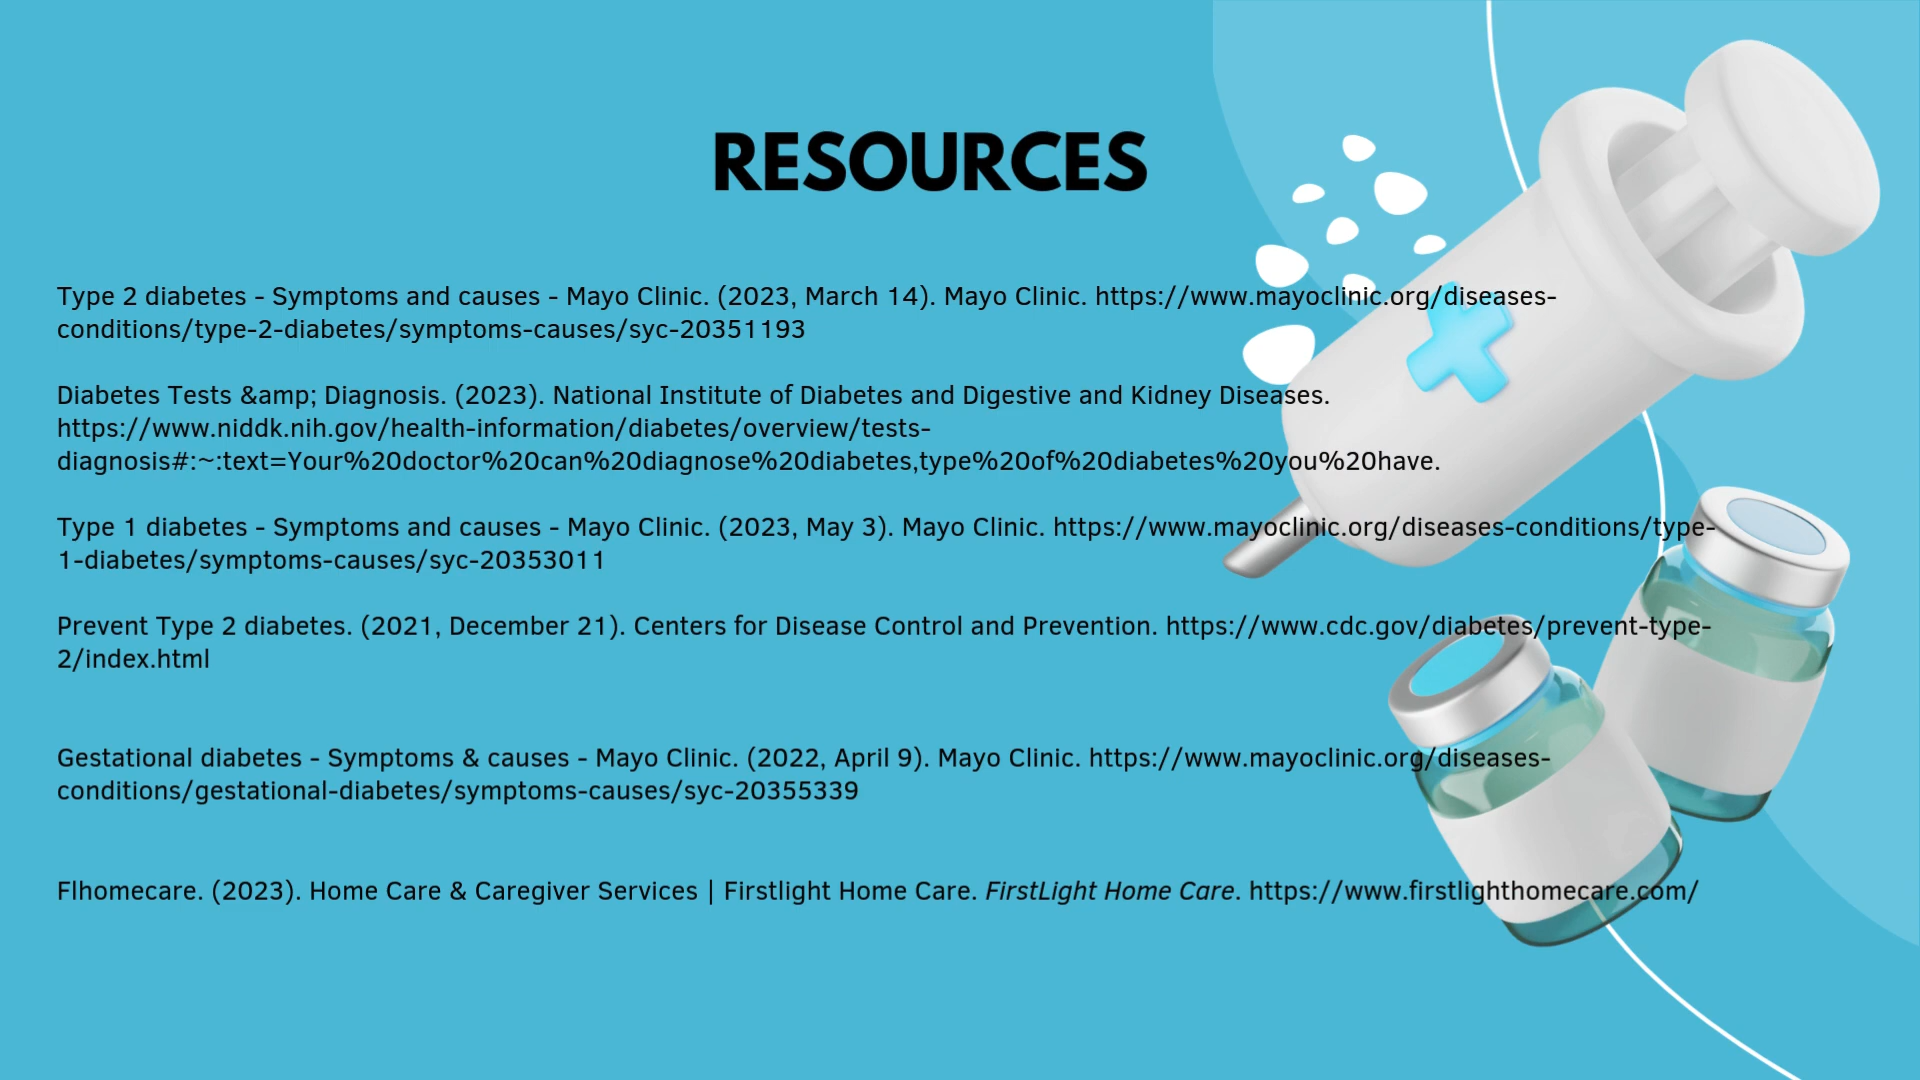 RESOURCES
Type 2 diabetes - Symptoms and causes - Mayo Clinic. (2023, March 14). Mayo Clinic. https://www.mayoclinic.org/diseases-
conditions/type-2-diabetes/symptoms-causes/syc-20351193
Diabetes Tests &amp; Diagnosis. (2023). National Institute of Diabetes and Digestive and Kidney Diseases.
https://www.niddk.nih.gov/health-information/diabetes/overview/tests-
diagnosis#:~:text=Your%20doctor%20can%20diagnose%20diabetes,type%20of%20diabetes%20you%20have.
Type 1 diabetes - Symptoms and causes - Mayo Clinic. (2023, May 3). Mayo Clinic. https://www.mayoclinic.org/diseases-conditions/type-
1-diabetes/symptoms-causes/syc-20353011
Prevent Type 2 diabetes. (2021, December 21). Centers for Disease Control and Prevention. https://www.cdc.gov/diabetes/prevent-type-
2/index.html
Gestational diabetes - Symptoms & causes - Mayo Clinic. (2022, April 9). Mayo Clinic. https://www.mayoclinic.org/diseases-
conditions/gestational-diabetes/symptoms-causes/syc-20355339
Flhomecare. (2023). Home Care & Caregiver Services | Firstlight Home Care. FirstLight Home Care. https://www.firstlighthomecare.com/